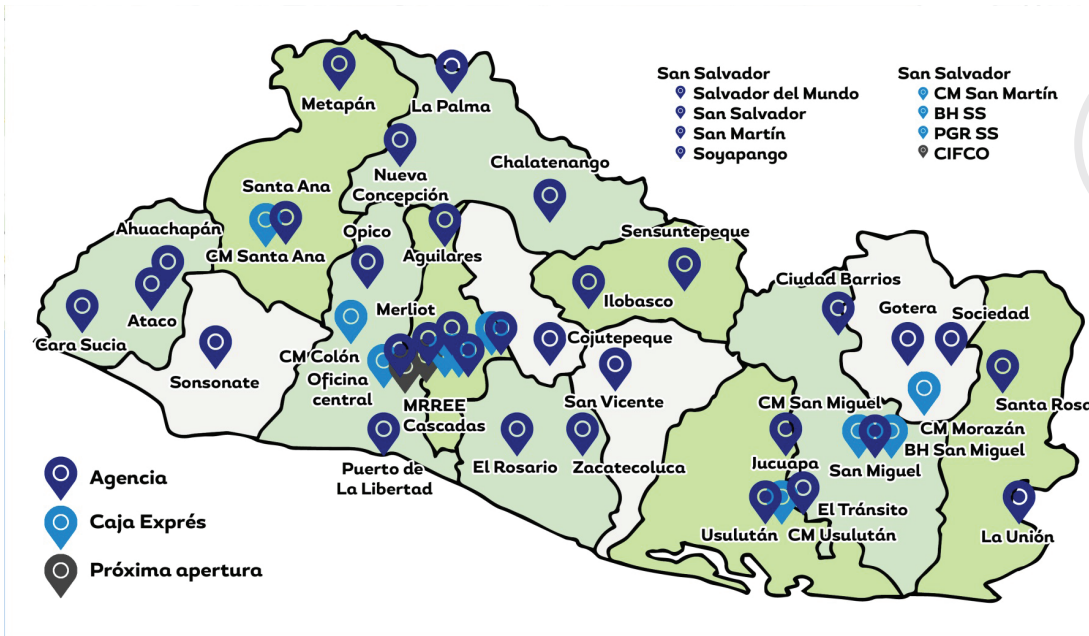 San Salvador
Salvador del Mundo
San Salvador
San Martín
Soyapango
San Salvador
CM San Martín
BH SS
PGR SS
CIFCO
Metapán
La Palma
Nueva
Concepción
Chalatenango
Santa Ana
CM Santa Ana
Ahuachapán
Ataco
Cara Sucia
Sonsonate
Opico
Aguilares
Sensuntepeque
Ilobasco
Merliot
CM Colón
Oficina
central
MRREE
Cascadas
Cojutepeque
San Vicente
Puerto de
La Libertad
El Rosario
Zacatecoluca
Ciudad Barrios
Gotera
Sociedad
Santa Rosa
CM San Miguel
CM Morazán
BH San Miguel
San Miguel
Jucuapa
El Tránsito
Usulután
CM Usulután
La Unión
Agencia
Caja Exprés
Próxima apertura